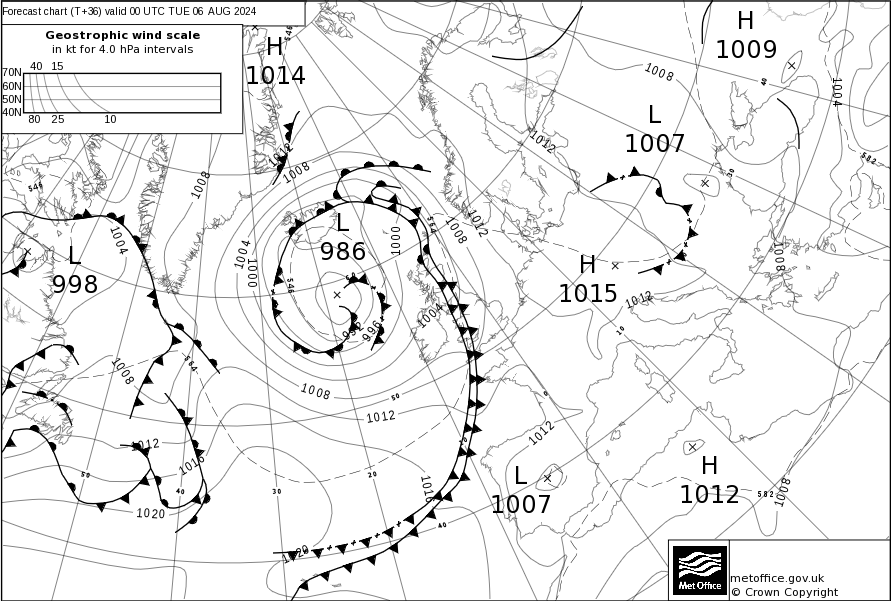 Forecast chart (T+36) valid 00 UTC TUE 06 AUG 2024
Geostrophic wind scale
in kt for 4.0 hPa intervals
40 15
70N
60N
50N
40N
80 25 10
H
1014
H
1009
L
1007
L
986
L
998
H
1015
L
1007
H
1012
1008
1004
1012
1012
1008
1008
1004
1000
1004
1000
1008
1012
1008
1004
996
1012
1008
1008
1012
1012
1012
1016
1016
1020
1020
1008
546
546
546
564
564
582
582
40
30
10
0
50
50
40
30
20
40
metoffice.gov.uk
© Crown Copyright
Met Office